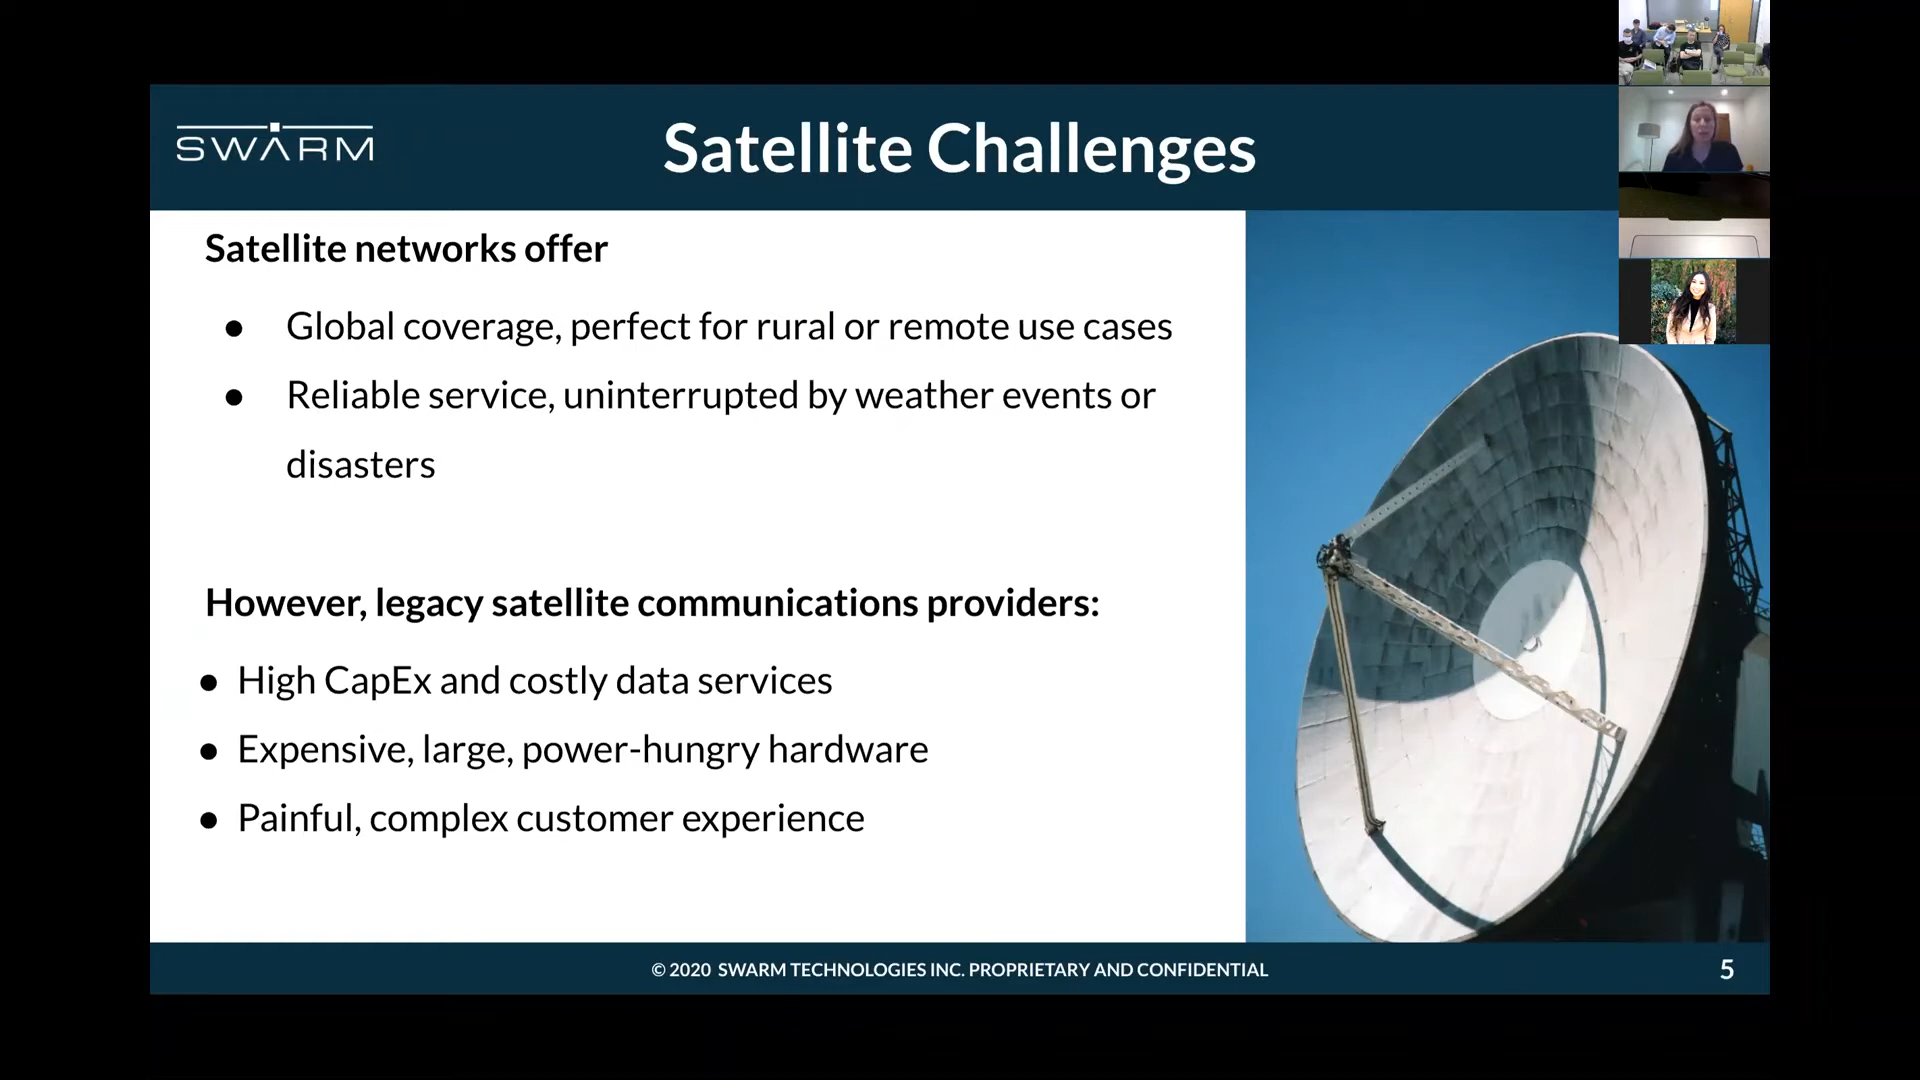 SWARM
Satellite Challenges
Satellite networks offer
● Global coverage, perfect for rural or remote use cases
● Reliable service, uninterrupted by weather events or
disasters
However, legacy satellite communications providers:
● High CapEx and costly data services
● Expensive, large, power-hungry hardware
● Painful, complex customer experience
© 2020 SWARM TECHNOLOGIES INC. PROPRIETARY AND CONFIDENTIAL
5